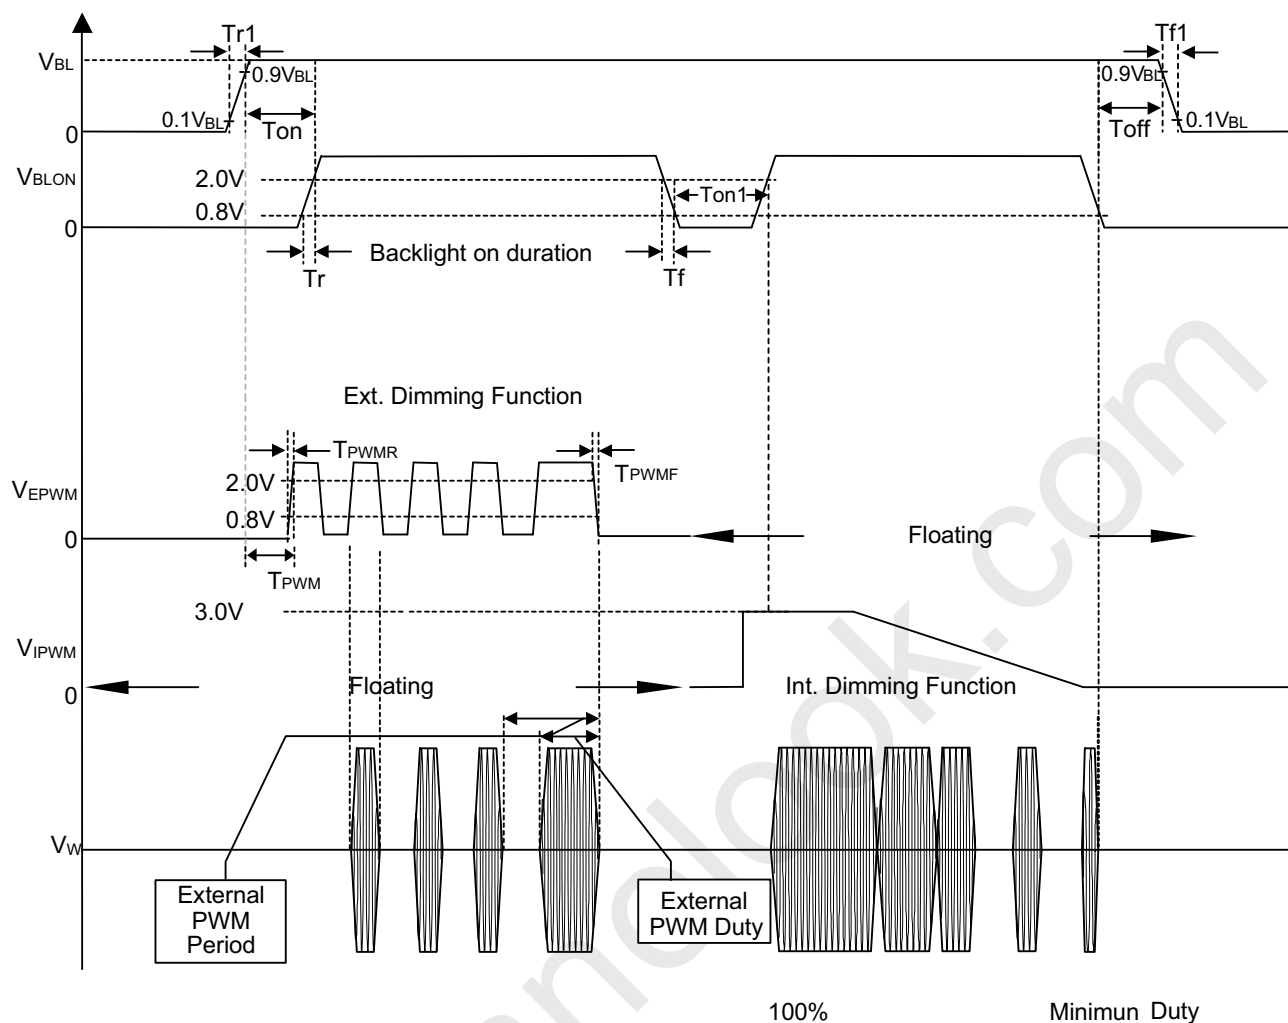 Tr1
Tf1
VBL
0.9VBL
0.9VBL
0.1VBL
Ton
Toff
0.1VBL
0
VBLON
2.0V
Ton1
0.8V
0
Backlight on duration
Tr
Tf
Ext. Dimming Function
TPWMR
TPWMF
VEPWM
2.0V
0.8V
0
Floating
TPWM
3.0V
VIPWM
0
Floating
Int. Dimming Function
VW
External
PWM
Period
External
PWM Duty
100%
Minimun Duty
anelook.com